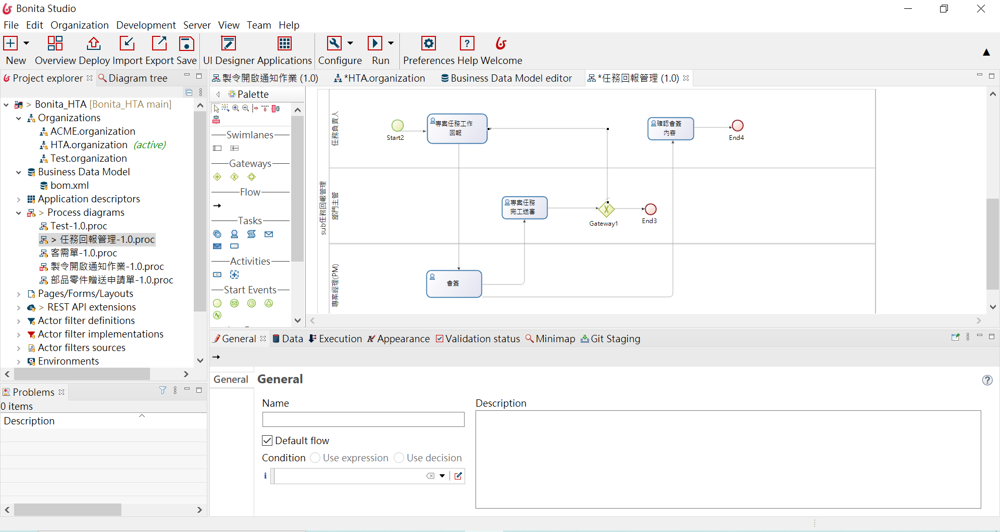 Bonita Studio
File Edit Organization Development Server View Team Help
New Overview Deploy Import Export Save UI Designer Applications Configure Run Preferences Help Welcome
Project explorer Diagram tree
Bonita_HTA [Bonita_HTA main]
Organizations
ACME.organization
HTA.organization (active)
Test.organization
Business Data Model
bom.xml
Application descriptors
> Process diagrams
Test-1.0.proc
> 任務回報管理-1.0.proc
客需單-1.0.proc
製令開啟通知作業-1.0.proc
部品零件贈送申請單-1.0.proc
Pages/Forms/Layouts
> REST API extensions
Actor filter definitions
Actor filter implementations
Actor filters sources
Environments
Problems
0 items
Description
製令開啟通知作業 (1.0) *HTA.organization Business Data Model editor *任務回報管理 (1.0)
Palette
Swimlanes
Gateways
Flow
Tasks
Activities
Start Events
sub任務回報管理
任務負責人
Start2
專案任務工作
回報
確認會簽
內容
End4
部門主管
專案任務
完工送審
Gateway1
End3
專案經理(PM)
會簽
General Data Execution Appearance Validation status Minimap Git Staging
General
General
Name
Description
Default flow
Condition Use expression Use decision